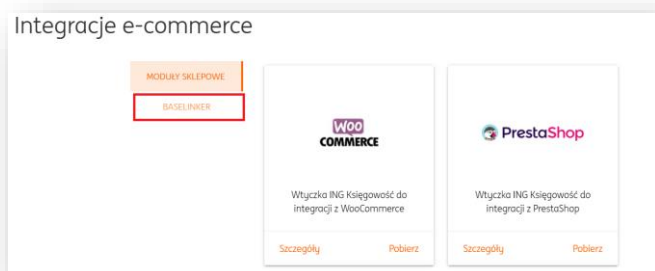 Integracje e-commerce
MODUŁY SKLEPOWE
BASELINKER
WOO
COMMERCE
Wtyczka ING Księgowość do
integracji z WooCommerce
Szczegóły
Pobierz
PrestaShop
Wtyczka ING Księgowość do
integracji z PrestaShop
Szczegóły
Pobierz